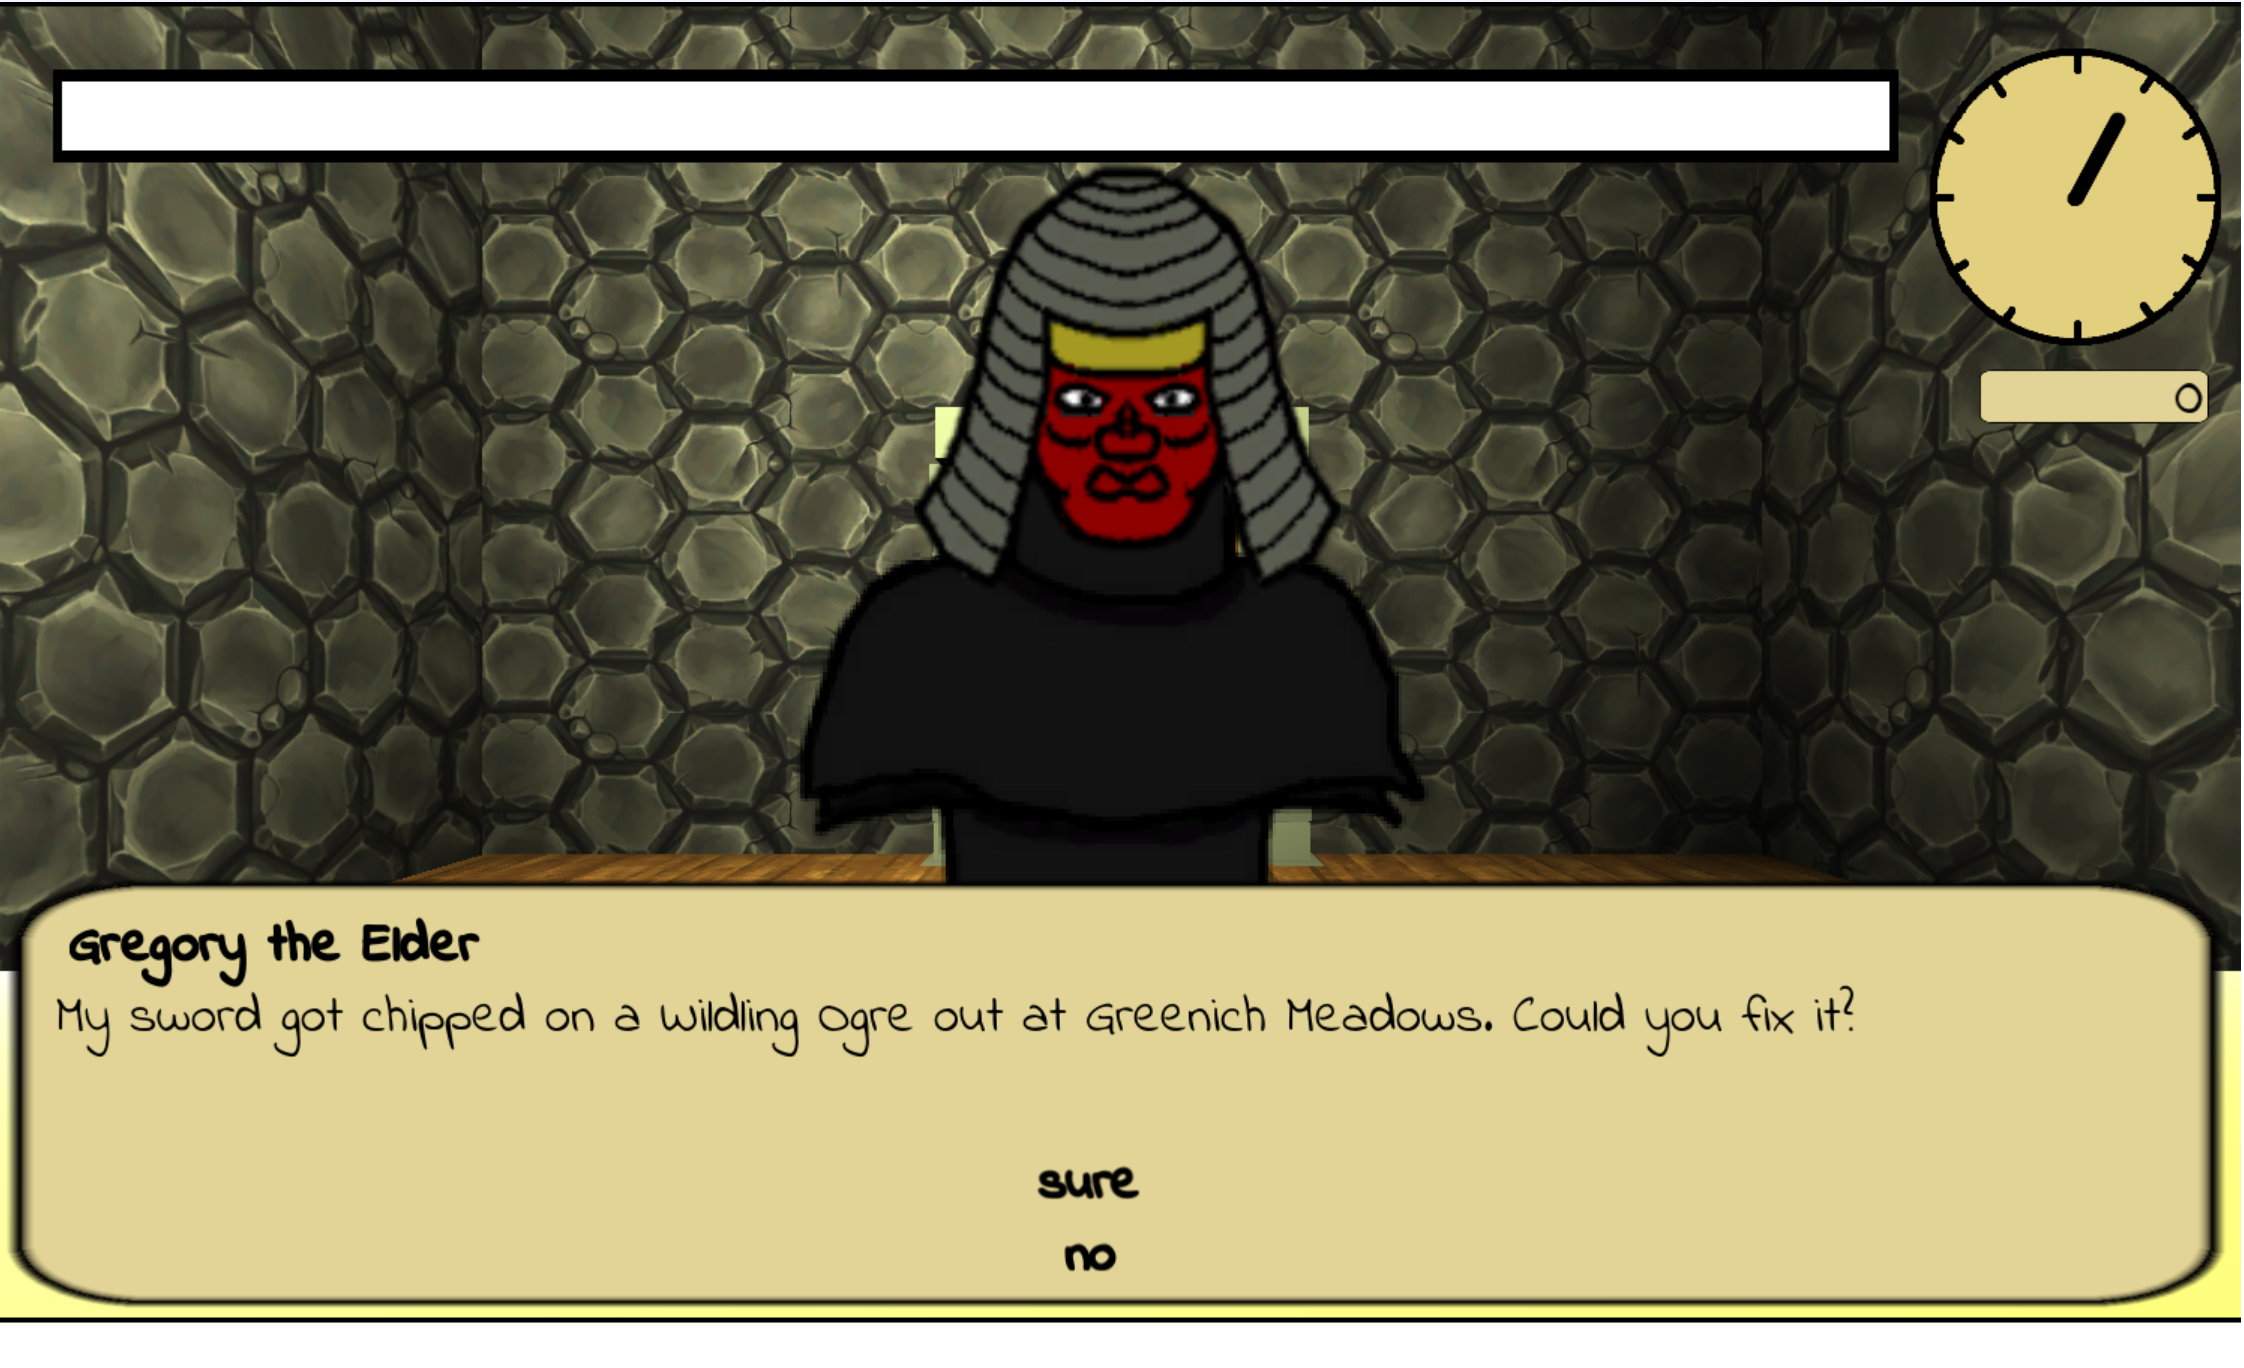 0
Gregory the Elder
My sword got chipped on a wildling Ogre out at Greenich Meadows. Could you fix it?
sure
no